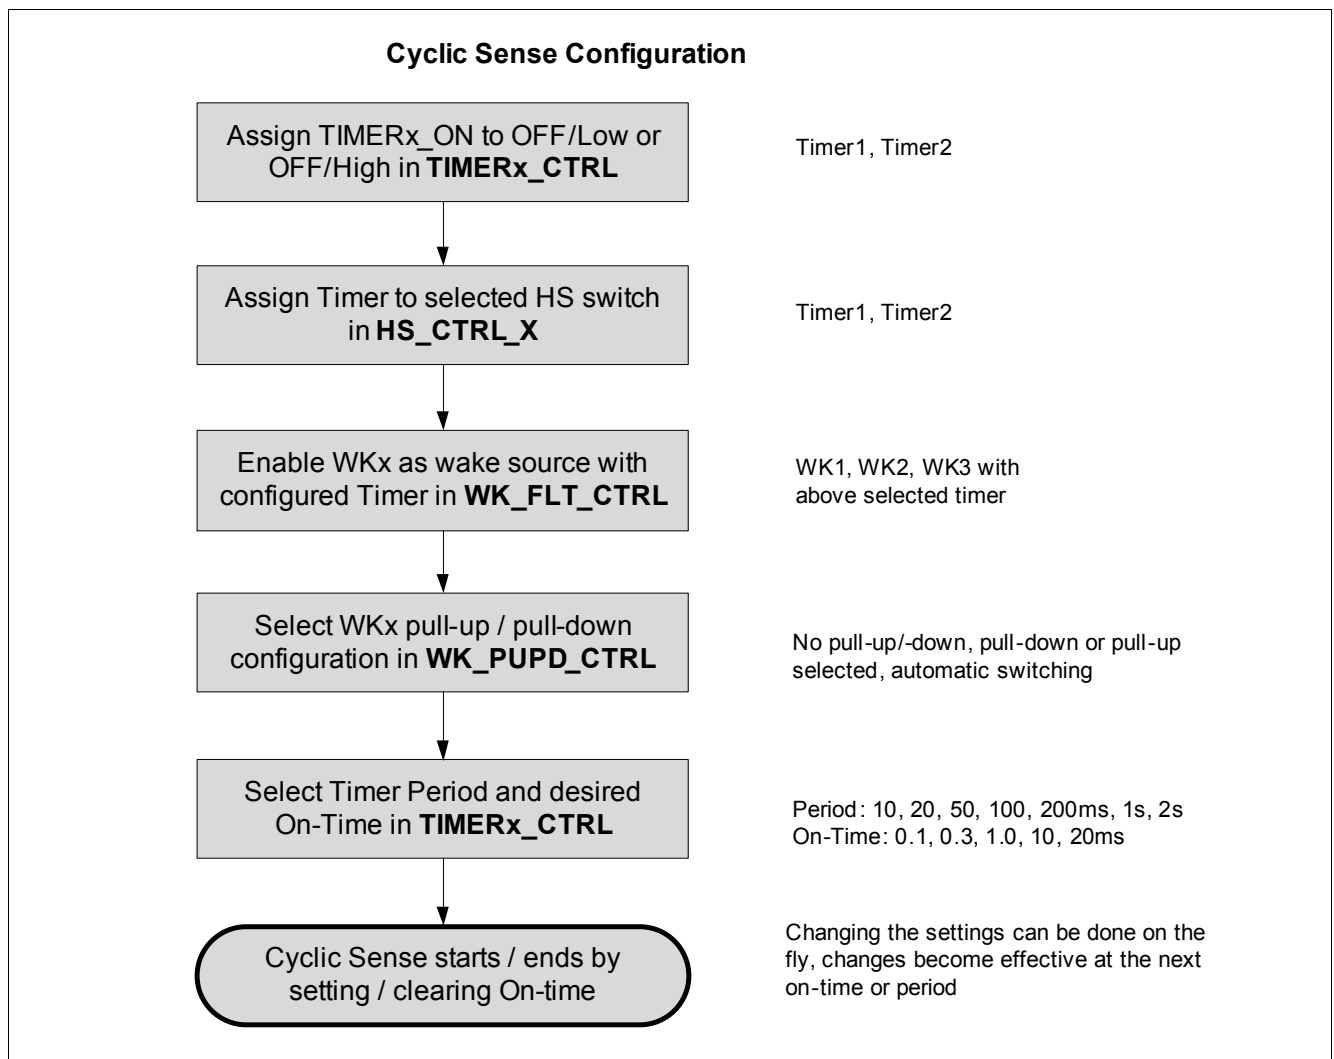 Cyclic Sense Configuration
Assign TIMERx_ON to OFF/Low or
OFF/High in TIMERx_CTRL
Timer1, Timer2
Assign Timer to selected HS switch
in HS_CTRL_X
Timer1, Timer2
Enable WKx as wake source with
configured Timer in WK_FLT_CTRL
WK1, WK2, WK3 with
above selected timer
Select WKx pull-up / pull-down
configuration in WK_PUPD_CTRL
No pull-up/-down, pull-down or pull-up
selected, automatic switching
Select Timer Period and desired
On-Time in TIMERx_CTRL
Period: 10, 20, 50, 100, 200ms, 1s, 2s
On-Time: 0.1, 0.3, 1.0, 10, 20ms
Cyclic Sense starts / ends by
setting / clearing On-time
Changing the settings can be done on the
fly, changes become effective at the next
on-time or period